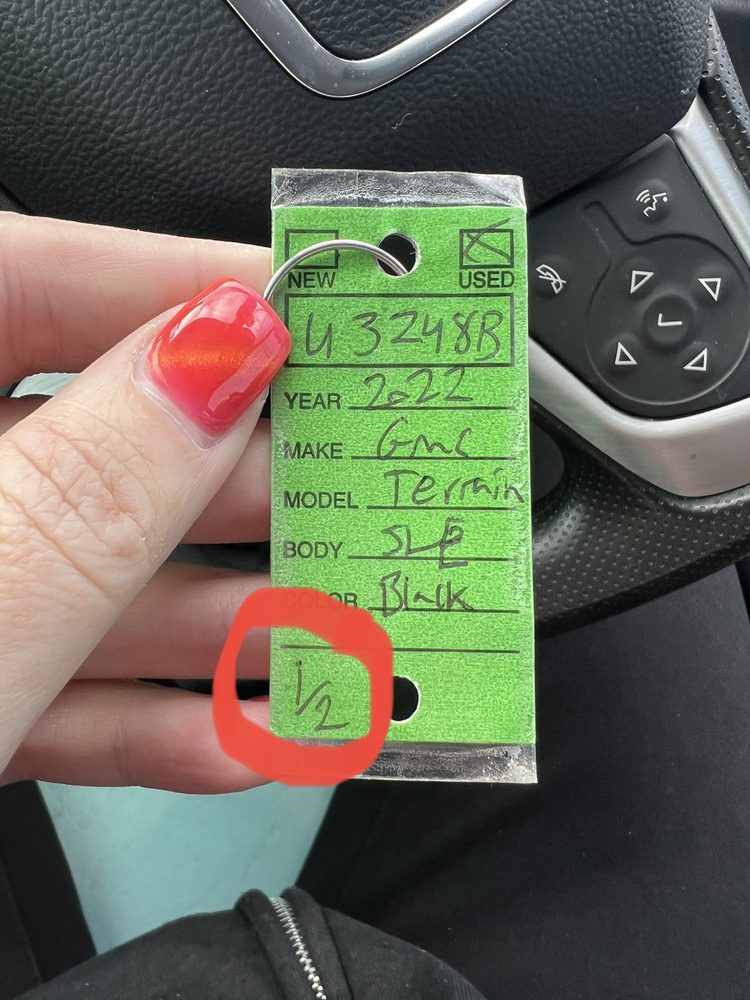 NEW USED
U3248B
YEAR 2022
MAKE Gmc
MODEL Terrain
BODY SLE
COLOR Black
1/2